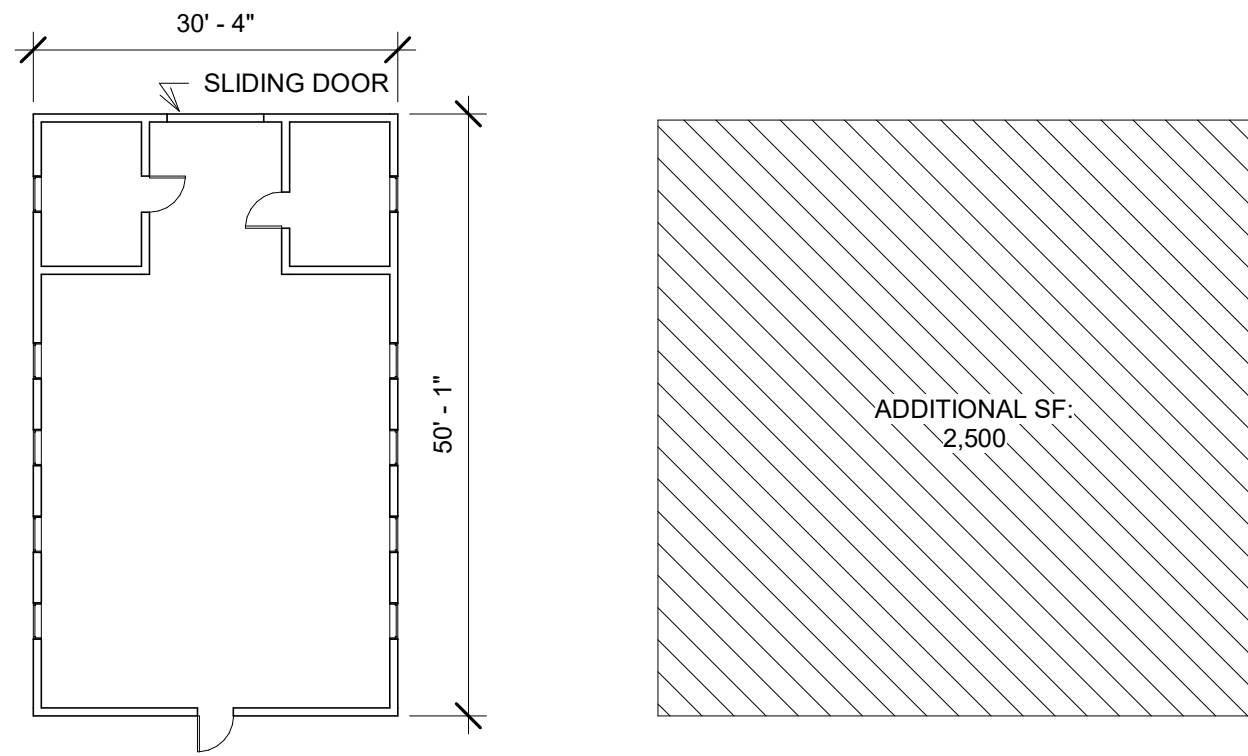 30' - 4"
SLIDING DOOR
50' - 1"
ADDITIONAL SF:
2,500